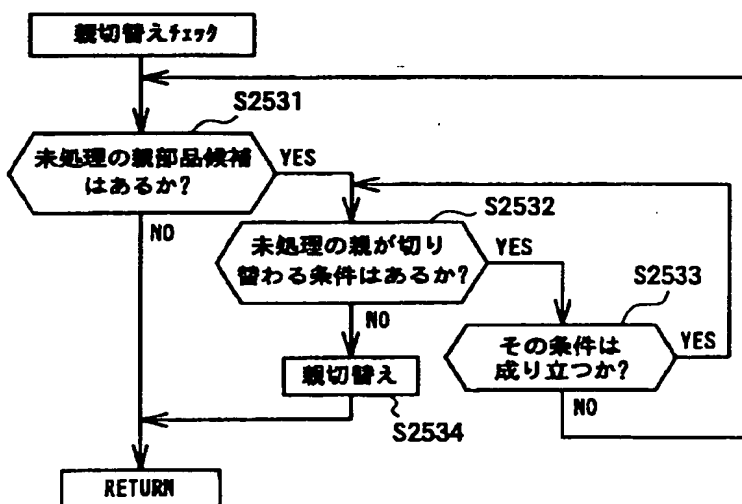 親切替えチェック
S2531
未処理の親部品候補
はあるか?
YES
NO
S2532
未処理の親が切り
替わる条件はあるか?
YES
NO
S2533
その条件は
成り立つか?
YES
NO
親切替え
S2534
RETURN